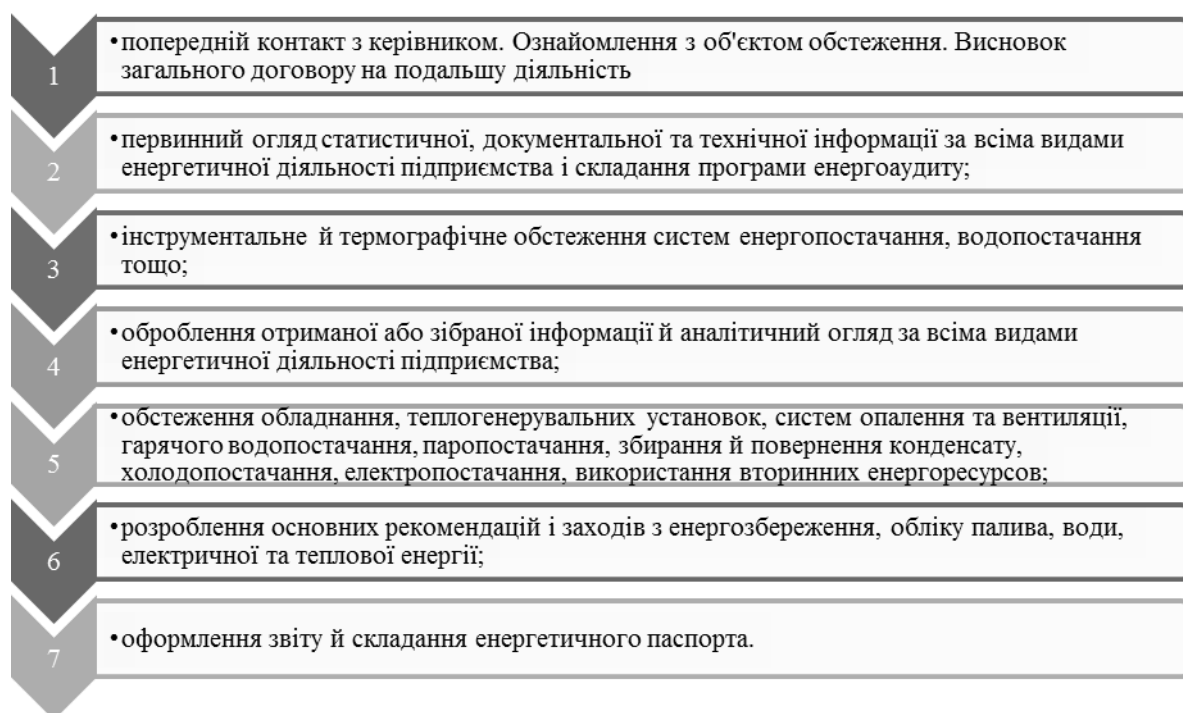 1
•попередній контакт з керівником. Ознайомлення з об'єктом обстеження. Висновок
загального договору на подальшу діяльність
2
•первинний огляд статистичної, документальної та технічної інформації за всіма видами
енергетичної діяльності підприємства і складання програми енергоаудиту;
3
•інструментальне й термографічне обстеження систем енергопостачання, водопостачання
тощо;
4
•оброблення отриманої або зібраної інформації й аналітичний огляд за всіма видами
енергетичної діяльності підприємства;
5
•обстеження обладнання, теплогенерувальних установок, систем опалення та вентиляції,
гарячого водопостачання, паропостачання, збирання й повернення конденсату,
холодопостачання, електропостачання, використання вторинних енергоресурсов;
6
•розроблення основних рекомендацій і заходів з енергозбереження, обліку палива, води,
електричної та теплової енергії;
7
•оформлення звіту й складання енергетичного паспорта.